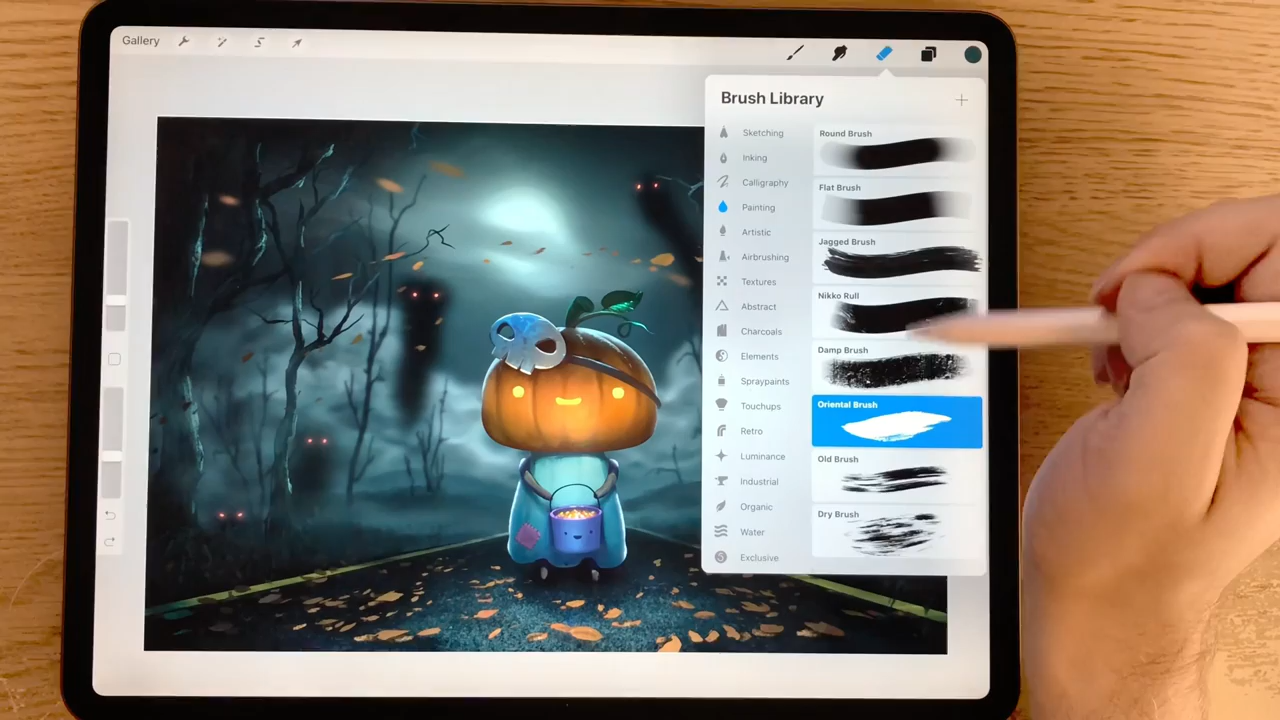 Gallery
Brush Library
Sketching
Inking
Calligraphy
Painting
Artistic
Airbrushing
Textures
Abstract
Charcoals
Elements
Spraypaints
Touchups
Retro
Luminance
Industrial
Organic
Water
Exclusive
Round Brush
Flat Brush
Jagged Brush
Nikko Rull
Damp Brush
Oriental Brush
Old Brush
Dry Brush